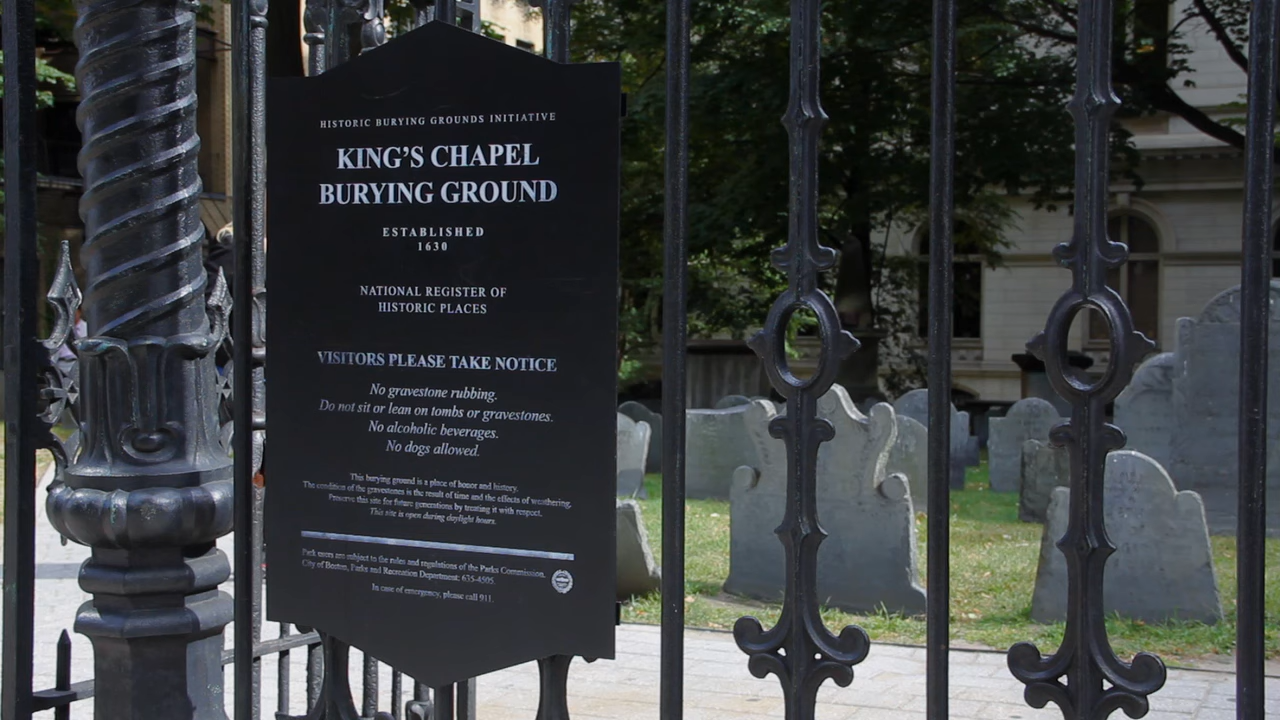 HISTORIC BURYING GROUNDS INITIATIVE
KING'S CHAPEL
BURYING GROUND
ESTABLISHED
1630
NATIONAL REGISTER OF
HISTORIC PLACES
VISITORS PLEASE TAKE NOTICE
No gravestone rubbing.
Do not sit or lean on tombs or gravestones.
No alcoholic beverages.
No dogs allowed.
This burying ground is a place of honor and history.
The condition of the gravestones is the result of time and the effects of weathering.
Preserve this site for future generations by treating it with respect.
This site is open during daylight hours.
Park users are subject to the rules and regulations of the Parks Commission,
City of Boston, Parks and Recreation Department: 635-4505.
In case of emergency, please call 911.